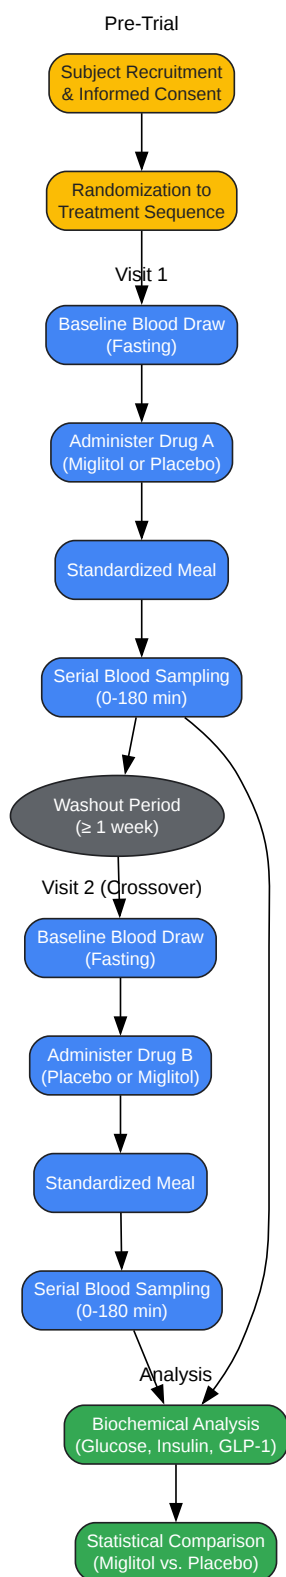 Pre-Trial
Subject Recruitment
& Informed Consent
Randomization to
Treatment Sequence
Visit 1
Baseline Blood Draw
(Fasting)
Administer Drug A
(Miglitol or Placebo)
Standardized Meal
Serial Blood Sampling
(0-180 min)
Washout Period
(≥ 1 week)
Visit 2 (Crossover)
Baseline Blood Draw
(Fasting)
Administer Drug B
(Placebo or Miglitol)
Standardized Meal
Serial Blood Sampling
(0-180 min)
Analysis
Biochemical Analysis
(Glucose, Insulin, GLP-1)
Statistical Comparison
(Miglitol vs. Placebo)